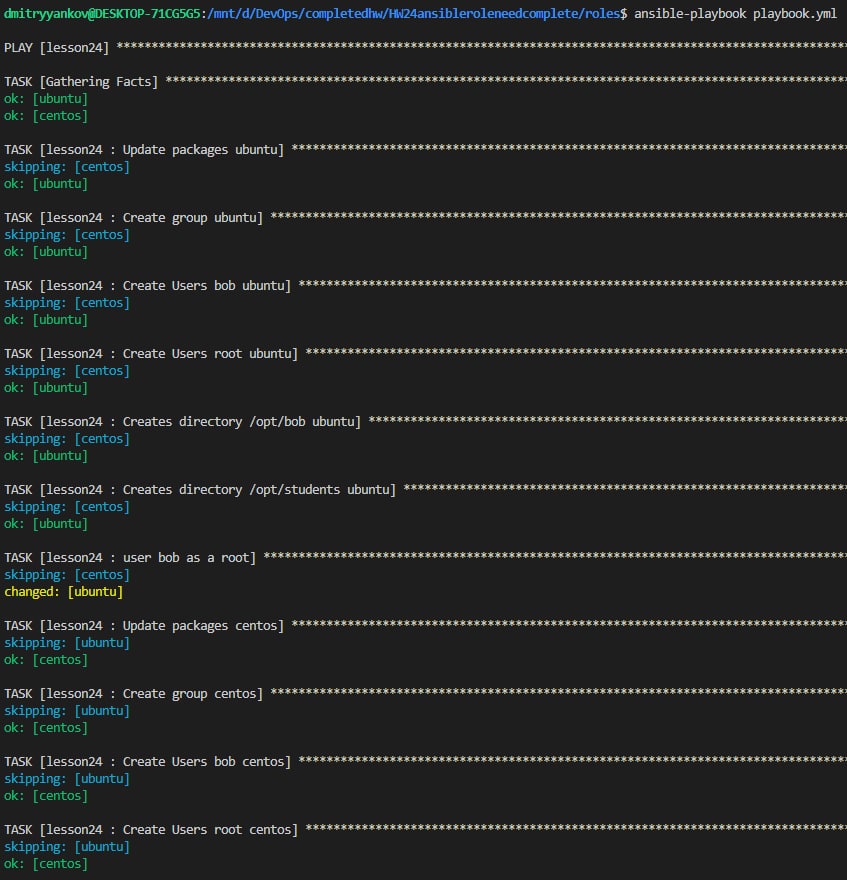 dmitryyankov@DESKTOP-71CG5G5:/mnt/d/DevOps/completedhw/HW24ansibleroleneedcomplete/roles$ ansible-playbook playbook.yml
PLAY [lesson24] ********************************************************************************************************
TASK [Gathering Facts] *************************************************************************************************
ok: [ubuntu]
ok: [centos]
TASK [lesson24 : Update packages ubuntu] *******************************************************************************
skipping: [centos]
ok: [ubuntu]
TASK [lesson24 : Create group ubuntu] **********************************************************************************
skipping: [centos]
ok: [ubuntu]
TASK [lesson24 : Create Users bob ubuntu] ******************************************************************************
skipping: [centos]
ok: [ubuntu]
TASK [lesson24 : Create Users root ubuntu] *****************************************************************************
skipping: [centos]
ok: [ubuntu]
TASK [lesson24 : Creates directory /opt/bob ubuntu] ********************************************************************
skipping: [centos]
ok: [ubuntu]
TASK [lesson24 : Creates directory /opt/students ubuntu] ***************************************************************
skipping: [centos]
ok: [ubuntu]
TASK [lesson24 : user bob as a root] ***********************************************************************************
skipping: [centos]
changed: [ubuntu]
TASK [lesson24 : Update packages centos] *******************************************************************************
skipping: [ubuntu]
ok: [centos]
TASK [lesson24 : Create group centos] **********************************************************************************
skipping: [ubuntu]
ok: [centos]
TASK [lesson24 : Create Users bob centos] ******************************************************************************
skipping: [ubuntu]
ok: [centos]
TASK [lesson24 : Create Users root centos] *****************************************************************************
skipping: [ubuntu]
ok: [centos]